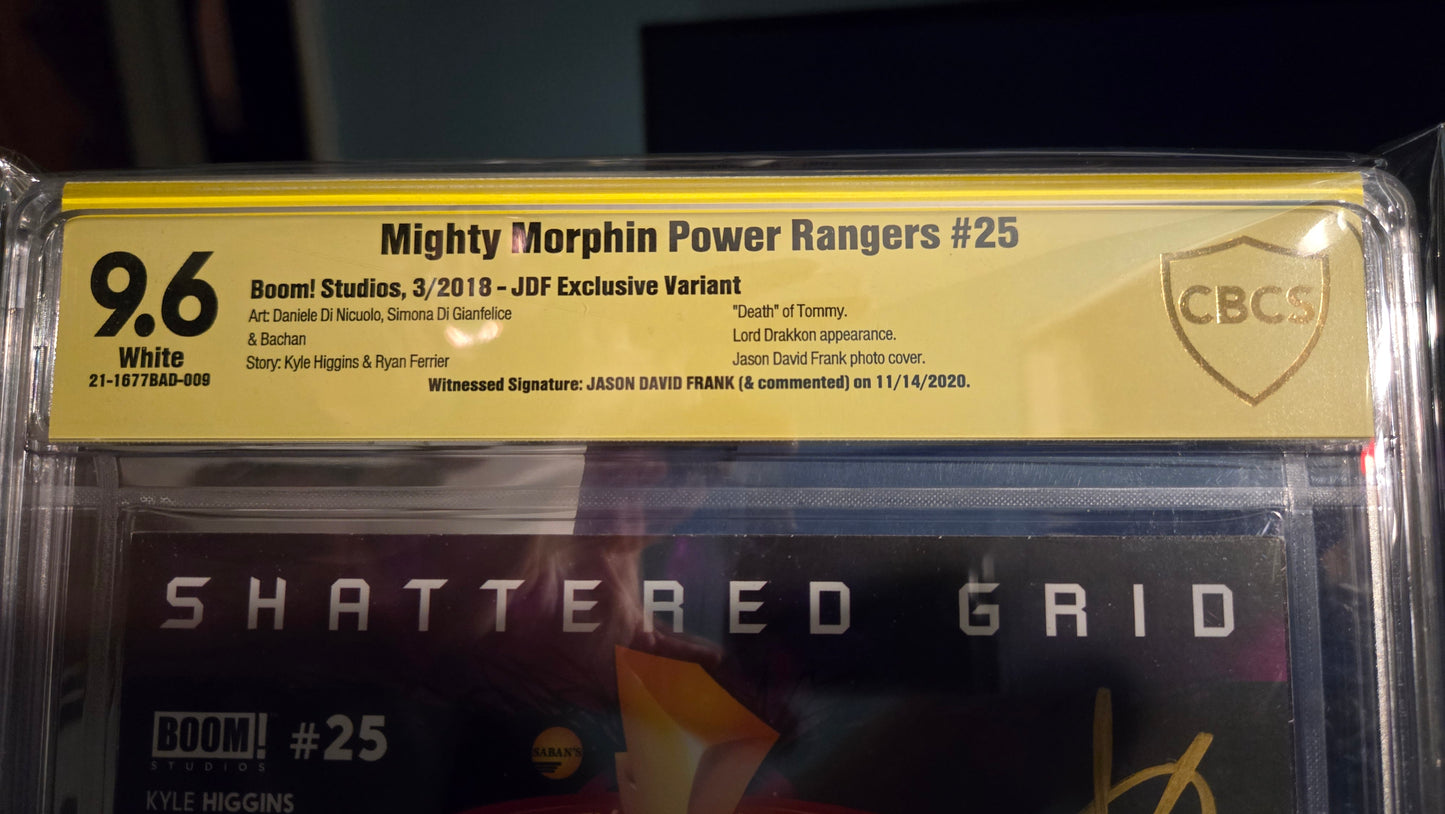 Mighty Morphin Power Rangers #25
9.6
White
21-1677BAD-009
Boom! Studios, 3/2018 - JDF Exclusive Variant
Art: Daniele Di Nicuolo, Simona Di Gianfelice
& Bachan
Story: Kyle Higgins & Ryan Ferrier
"Death" of Tommy.
Lord Drakkon appearance.
Jason David Frank photo cover.
Witnessed Signature: JASON DAVID FRANK (& commented) on 11/14/2020.
CBCS
SHATTERED GRID
BOOM! #25
STUDIOS
SABAN'S
KYLE HIGGINS